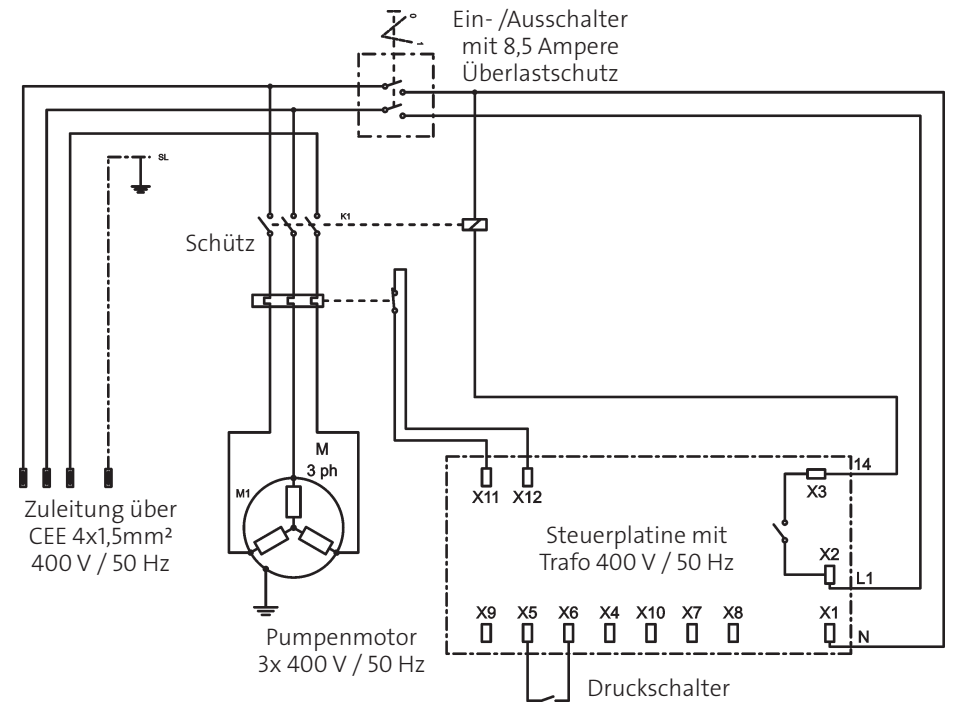 Ein- /Ausschalter
mit 8,5 Ampere
Überlastschutz
SL
K1
Schütz
M
3 ph
M1
Zuleitung über
CEE 4x1,5mm²
400 V / 50 Hz
Pumpenmotor
3x 400 V / 50 Hz
X11 X12
14
X3
Steuerplatine mit
Trafo 400 V / 50 Hz
X2
L1
X9 X5 X6 X4 X10 X7 X8 X1
N
Druckschalter